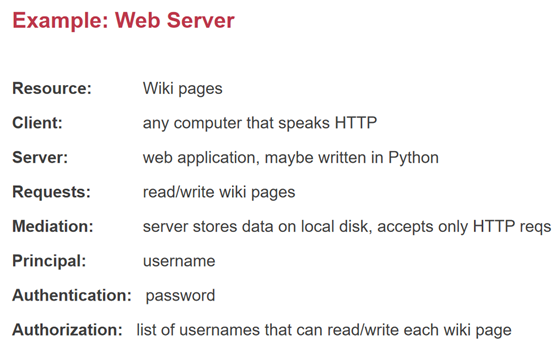 Example: Web Server
Resource: Wiki pages
Client: any computer that speaks HTTP
Server: web application, maybe written in Python
Requests: read/write wiki pages
Mediation: server stores data on local disk, accepts only HTTP reqs
Principal: username
Authentication: password
Authorization: list of usernames that can read/write each wiki page